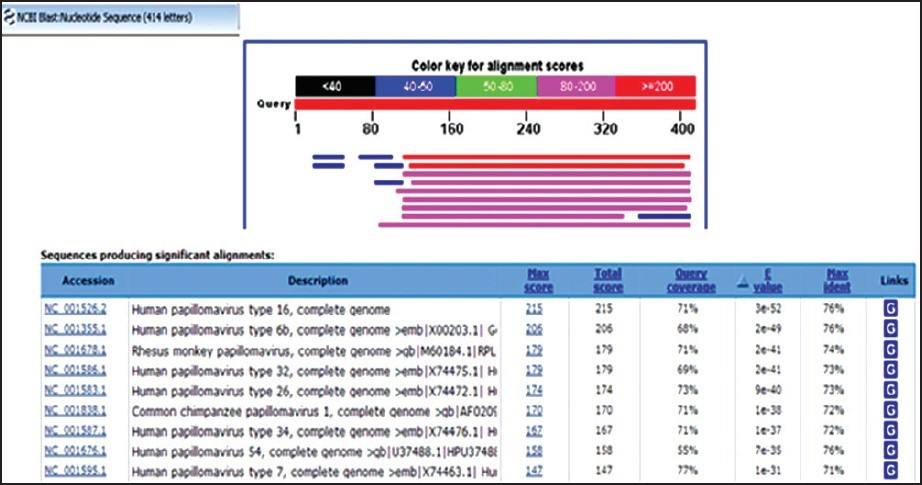 NCBI Blast:Nucleotide Sequence (414 letters)
Color key for alignment scores
<40 40-50 50-80 80-200 >=200
Query
1 80 160 240 320 400
Sequences producing significant alignments:
Accession Description Max score Total score Query coverage E value Max ident Links
NC_001526.2 Human papillomavirus type 16, complete genome 215 215 71% 3e-52 76% G
NC_001355.1 Human papillomavirus type 6b, complete genome >emb|X00203.1| G 206 206 68% 2e-49 76% G
NC_001678.1 Rhesus monkey papillomavirus, complete genome >gb|M60184.1|RPL 179 179 71% 2e-41 74% G
NC_001586.1 Human papillomavirus type 32, complete genome >emb|X74475.1| H 179 179 69% 2e-41 73% G
NC_001583.1 Human papillomavirus type 26, complete genome >emb|X74472.1| H 174 174 73% 9e-40 73% G
NC_001838.1 Common chimpanzee papillomavirus 1, complete genome >gb|AF020 170 170 71% 1e-38 72% G
NC_001587.1 Human papillomavirus type 34, complete genome >emb|X74476.1| H 167 167 71% 1e-37 72% G
NC_001676.1 Human papillomavirus 54, complete genome >gb|U37488.1|HPU37488 158 158 55% 7e-35 76% G
NC_001595.1 Human papillomavirus type 7, complete genome >emb|X74463.1| Hu 147 147 77% 1e-31 71% G